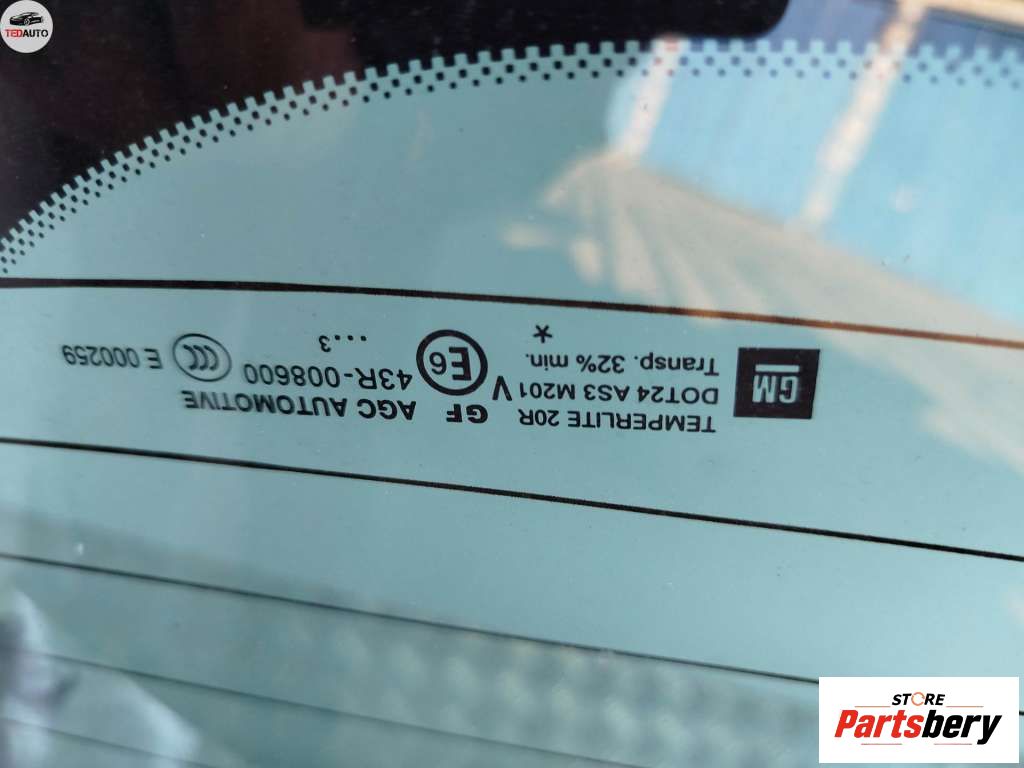 TEDAUTO
GM
TEMPERLITE 20R GF AGC AUTOMOTIVE
DOT24 AS3 M201 V E6 43R-008600 CCC E 000259
Transp. 32% min. ...3
*
STORE
Partsbery